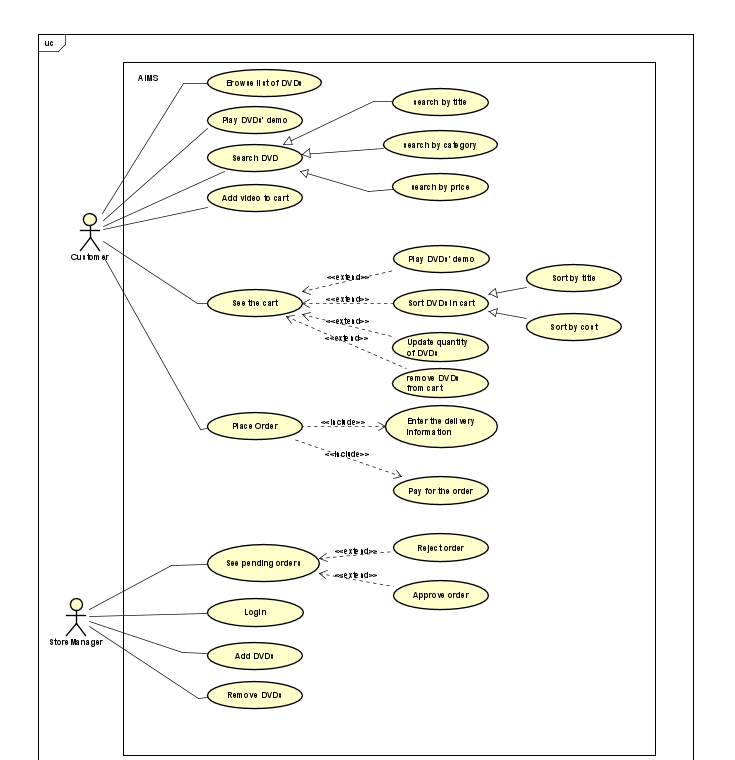 uc
AIMS
Browse list of DVDs
Play DVDs' demo
search by title
Search DVD
search by category
search by price
Add video to cart
Customer
Play DVDs' demo
<<extend>>
Sort by title
See the cart
<<extend>>
Sort DVDs in cart
<<extend>>
Sort by cost
<<extend>>
Update quantity
of DVDs
remove DVDs
from cart
Place Order
<<include>>
Enter the delivery
information
<<include>>
Pay for the order
See pending orders
<<extend>>
Reject order
<<extend>>
Approve order
Login
Store Manager
Add DVDs
Remove DVDs